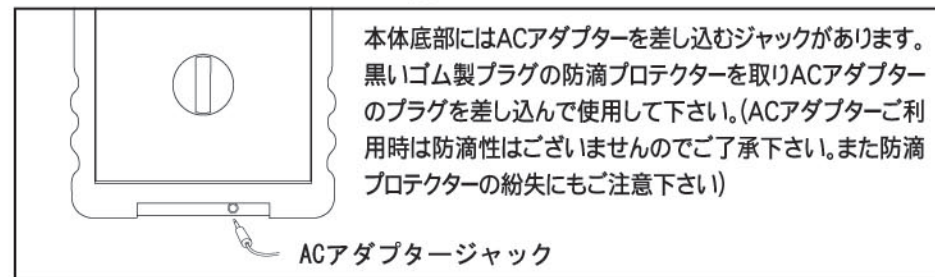 本体底部にはACアダプターを差し込むジャックがあります。
黒いゴム製プラグの防滴プロテクターを取りACアダプター
のプラグを差し込んで使用して下さい。(ACアダプターご利
用時は防滴性はございませんのでご了承下さい。また防滴
プロテクターの紛失にもご注意下さい)
ACアダプタージャック